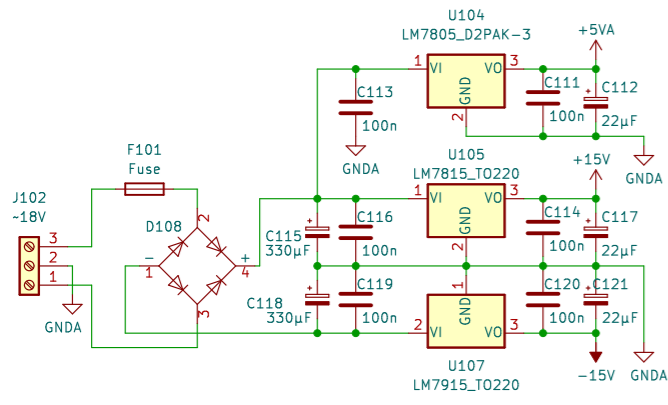 U104
LM7805_D2PAK-3
+5VA
1 VI VO 3
GND
2
C113
100n
GNDA
C111
100n
C112
22µF
GNDA
F101
Fuse
J102
~18V
3
2
1
GNDA
D108
2
− 1
+ 4
3
U105
LM7815_TO220
+15V
1 VI VO 3
GND
2
C115
330µF
C116
100n
C114
100n
C117
22µF
C118
330µF
C119
100n
1
GND
2 VI VO 3
C120
100n
C121
22µF
U107
LM7915_TO220
−15V
GNDA